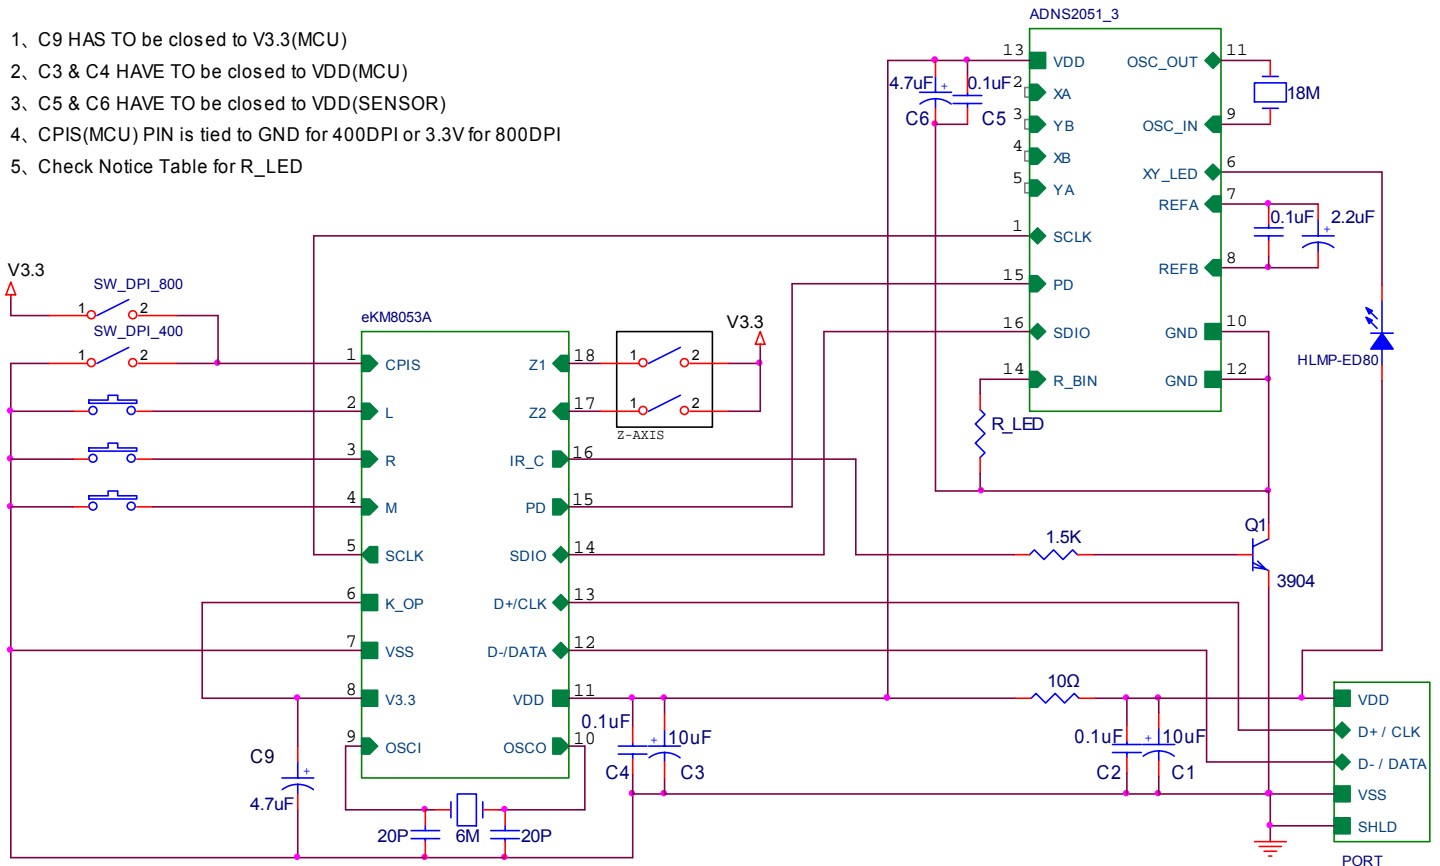 1、C9 HAS TO be closed to V3.3(MCU)
2、C3 & C4 HAVE TO be closed to VDD(MCU)
3、C5 & C6 HAVE TO be closed to VDD(SENSOR)
4、CPIS(MCU) PIN is tied to GND for 400DPI or 3.3V for 800DPI
5、Check Notice Table for R_LED
ADNS2051_3
13 VDD OSC_OUT 11
2 XA
3 YB OSC_IN 9
4 XB
5 YA
XY_LED 6
REFA 7
1 SCLK
REFB 8
15 PD
16 SDIO GND 10
14 R_BIN GND 12
4.7uF + 0.1uF
C6 C5
18M
0.1uF + 2.2uF
HLMP-ED80
R_LED
V3.3
SW_DPI_800
1 2
SW_DPI_400
1 2
eKM8053A
1 CPIS Z1 18
2 L Z2 17
3 R IR_C 16
4 M PD 15
5 SCLK SDIO 14
6 K_OP D+/CLK 13
7 VSS D-/DATA 12
8 V3.3 VDD 11
9 OSCI OSCO 10
V3.3
1 2
1 2
Z-AXIS
1.5K
Q1
3904
10Ω
0.1uF + 10uF
C4 C3
0.1uF + 10uF
C2 C1
C9
+
4.7uF
20P 6M 20P
VDD
D+ / CLK
D- / DATA
VSS
SHLD
PORT